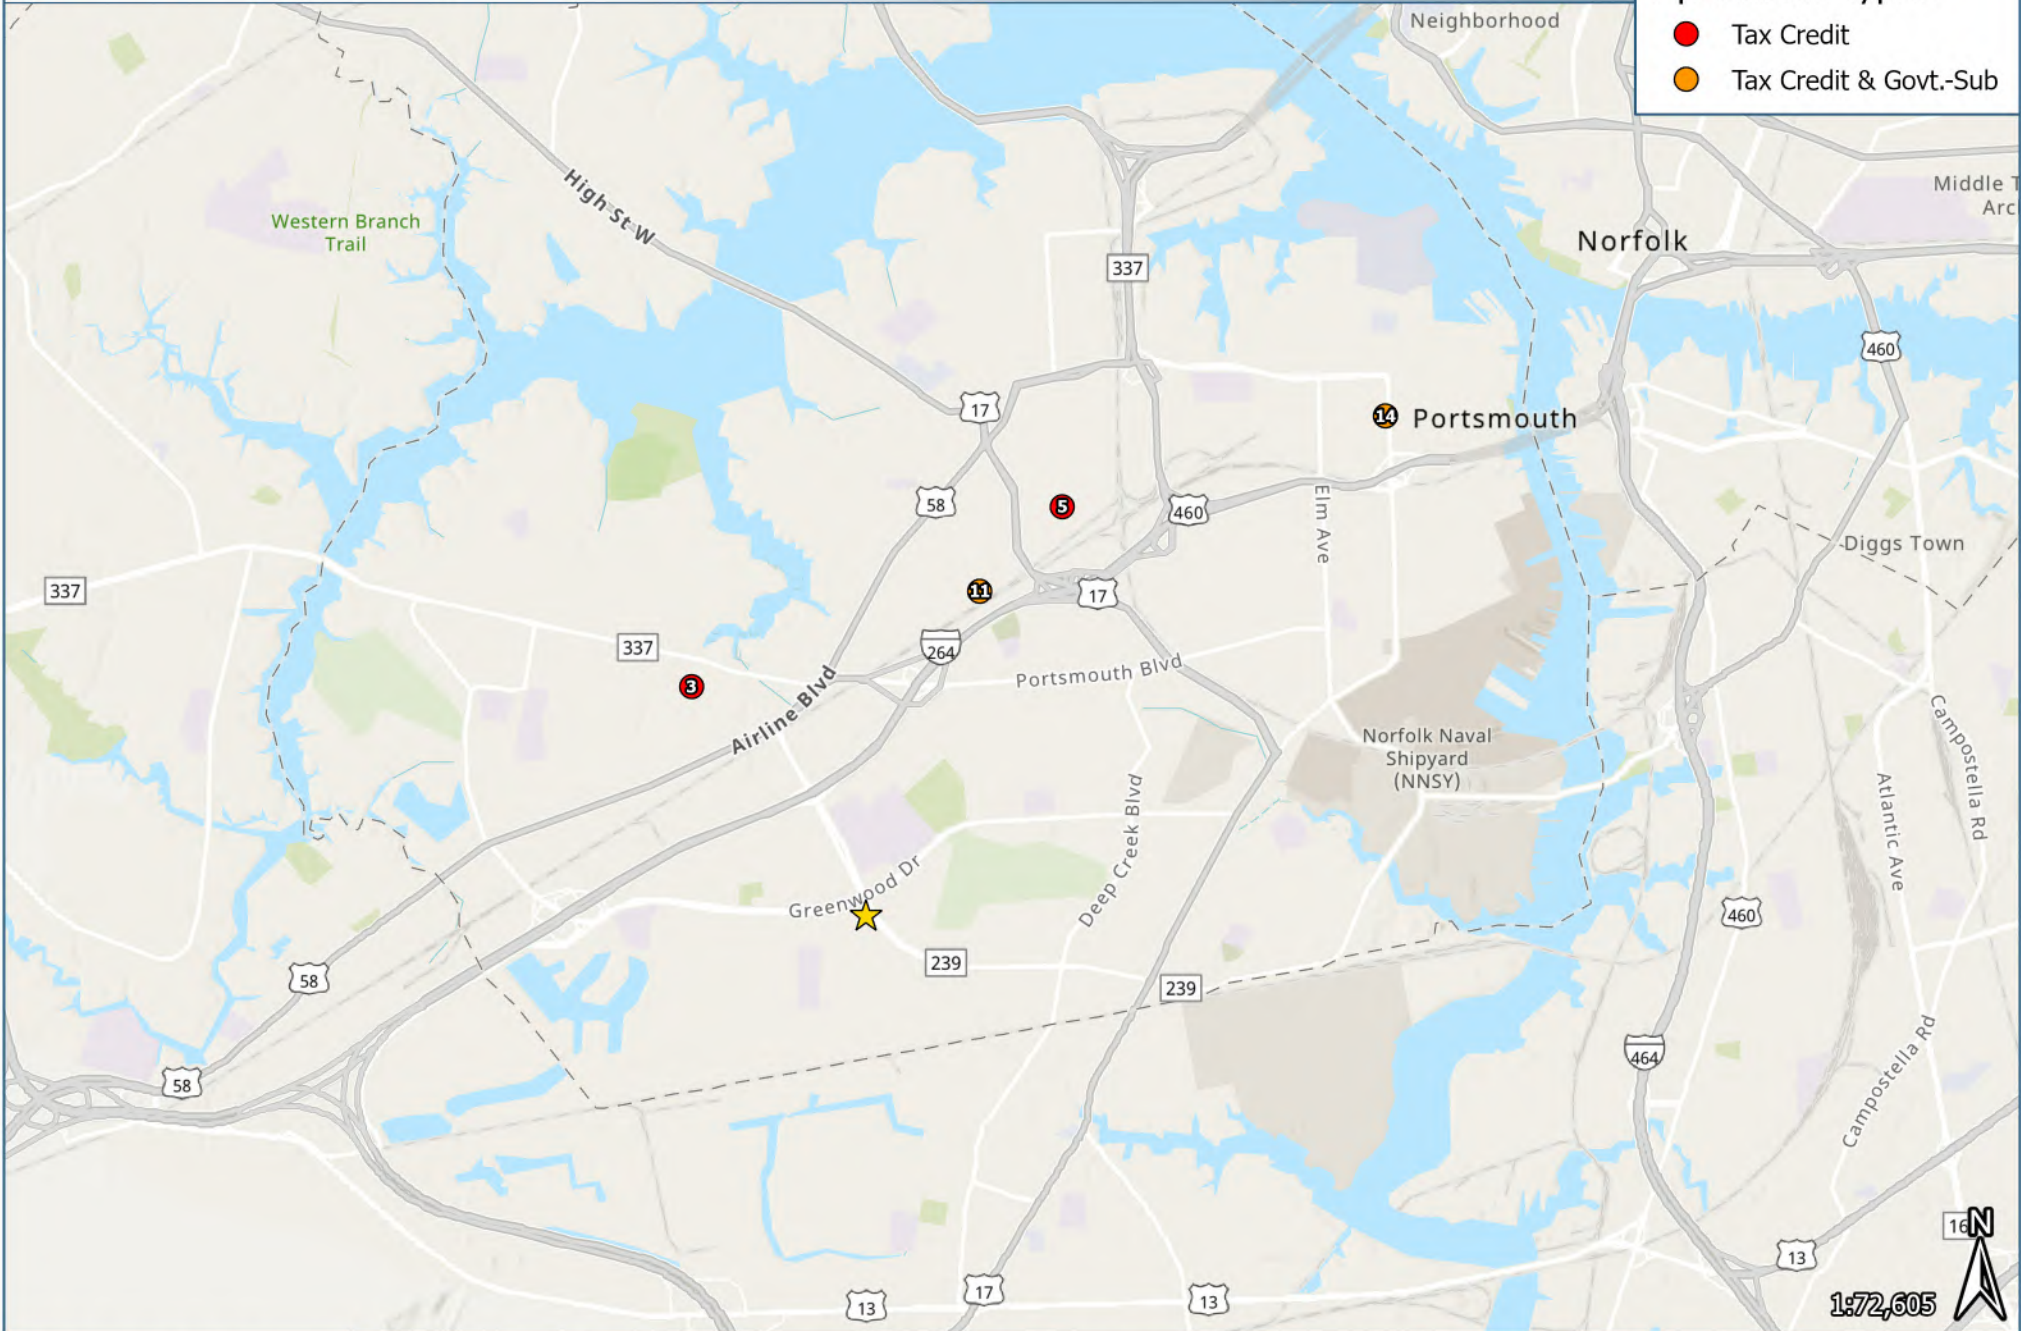 Neighborhood
Tax Credit
Tax Credit & Govt.-Sub
High St W
Western Branch
Trail
Middle T
Arc
Norfolk
337
460
17
14
Portsmouth
58
5
460
Elm Ave
Diggs Town
337
11
17
337
264
Portsmouth Blvd
3
Airline Blvd
Norfolk Naval
Shipyard
(NNSY)
Campostella Rd
Atlantic Ave
Deep Creek Blvd
Greenwood Dr
460
239
58
239
464
58
Campostella Rd
16
N
13
17
13
13
1:72,605